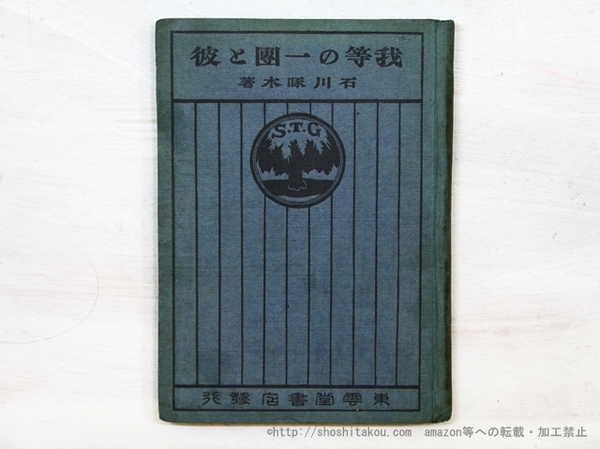 彼と團一の等我
著木啄川石
S.T.G
行發店書堂雲東
©http://shoshitakou.com amazon等への転載・加工禁止